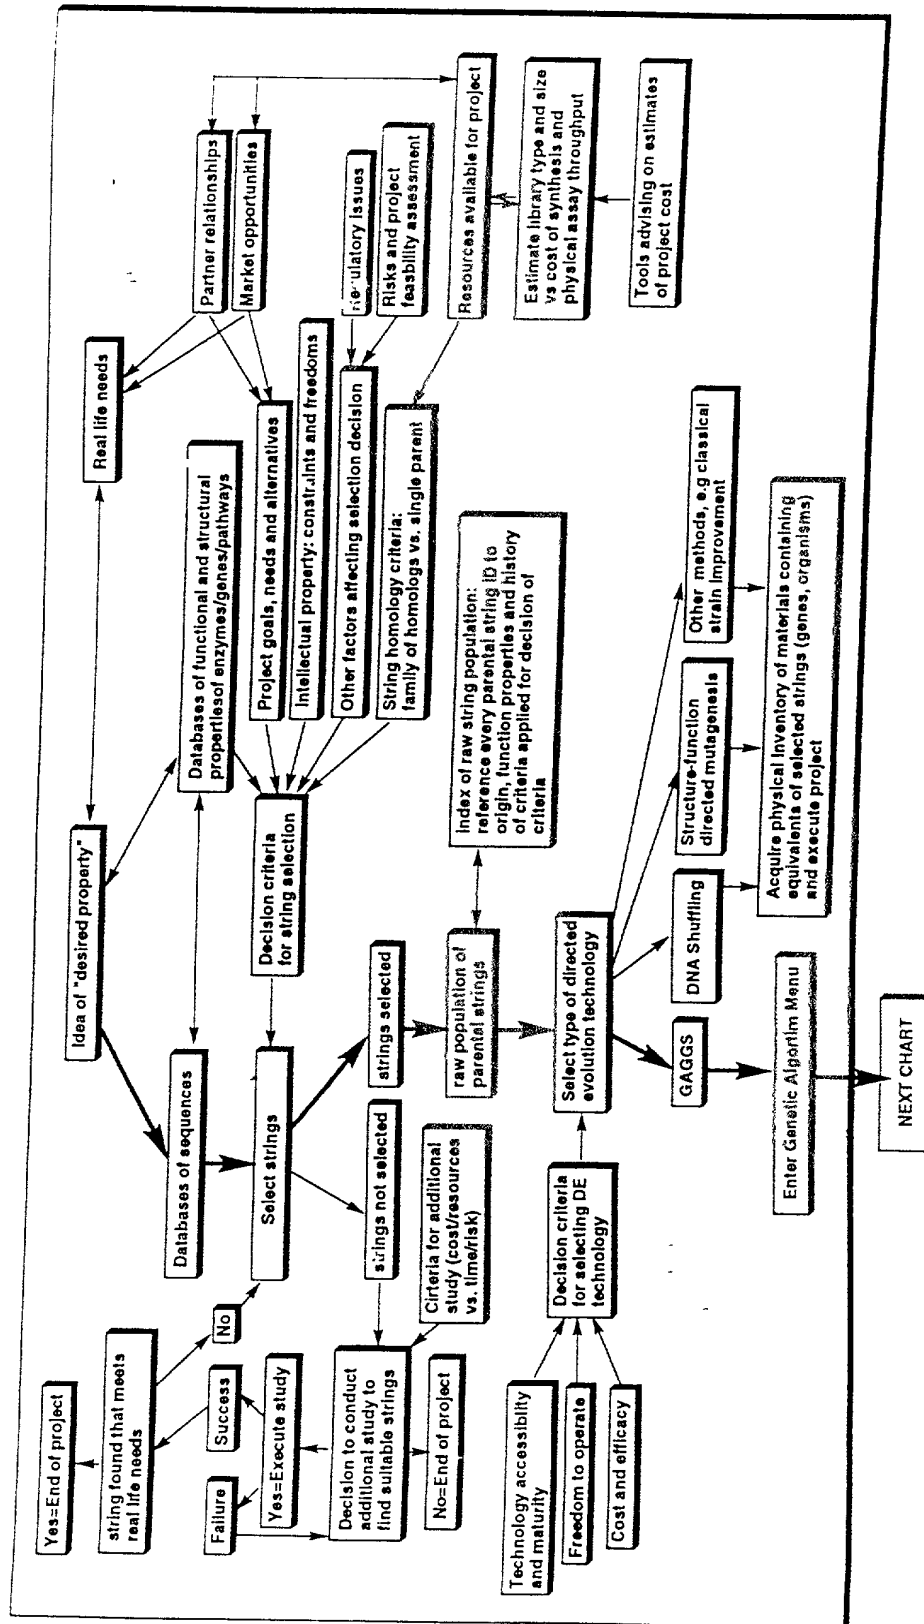 Idea of "desired property"
Real life needs
Partner relationships
Market opportunities
Databases of sequences
Databases of functional and structural
properties of enzymes/genes/pathways
Project goals, needs and alternatives
Intellectual property: constraints and freedoms
Other factors affecting selection decision
String homology criteria:
family of homologs vs. single parent
issues
Risks and project
feasbility assessment
Resources available for project
Estimate library type and size
vs cost of synthesis and
physical assay throughput
Tools advising on estimates
of project cost
Yes=End of project
string found that meets
real life needs
No
Success
Failure
Yes=Execute study
Select strings
Decision criteria
for string selection
Decision to conduct
additional study to
find suitable strings
No=End of project
strings not selected
strings selected
Cirteria for additional
study (cost/resources
vs. time/risk)
raw population of
parental strings
Index of raw string population:
reference every parental string ID to
origin, function properties and history
of criteria applied for decision of
criteria
Technology accessiblity
and maturity
Freedom to operate
Cost and efficacy
Decision criteria
for selecting DE
technology
Select type of directed
evolution technology
GAGGS
DNA Shuffling
Structure-function
directed mutagenesis
Other methods, e.g classical
strain improvement
Enter Genetic Algortim Menu
Acquire physical inventory of materials containing
equivalents of selected strings (genes, organisms)
and execute project
NEXT CHART